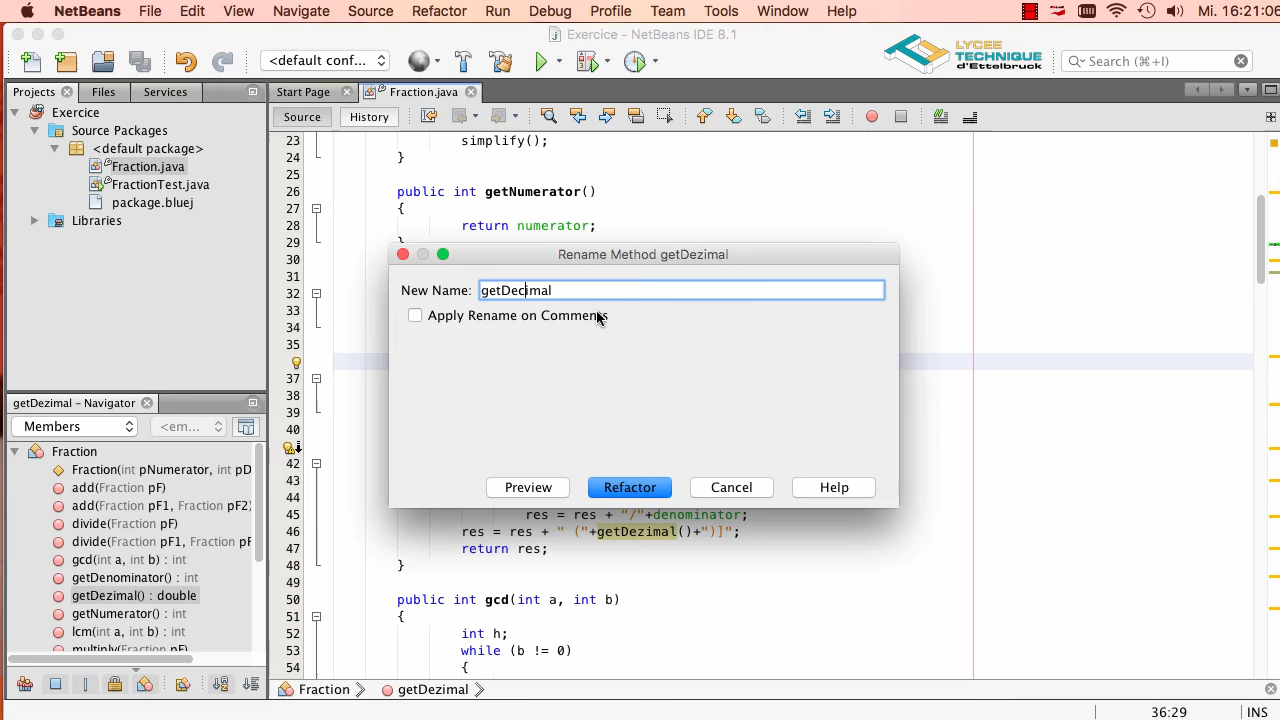 NetBeans File Edit View Navigate Source Refactor Run Debug Profile Team Tools Window Help Mi. 16:21:06
Exercice - NetBeans IDE 8.1
<default conf...
LYCEE
TECHNIQUE
d'Ettelbruck
Search (⌘+I)
Projects Files Services
Start Page Fraction.java
Source History
Exercice
Source Packages
<default package>
Fraction.java
FractionTest.java
package.bluej
Libraries
23 simplify();
24 }
25
26 public int getNumerator()
27 {
28 return numerator;
29 }
30
31
32
33
34
35
37
38
39
40
42
43
44
45 res = res + "/"+denominator;
46 res = res + " ("+getDezimal()+")]";
47 return res;
48 }
49
50 public int gcd(int a, int b)
51 {
52 int h;
53 while (b != 0)
54 {
Rename Method getDezimal
New Name: getDecimal
Apply Rename on Comments
Preview Refactor Cancel Help
getDezimal - Navigator
Members <em...
Fraction
Fraction(int pNumerator, int pD
add(Fraction pF)
add(Fraction pF1, Fraction pF2)
divide(Fraction pF)
divide(Fraction pF1, Fraction pF
gcd(int a, int b) : int
getDenominator() : int
getDezimal() : double
getNumerator() : int
lcm(int a, int b) : int
multiply(Fraction pF)
Fraction getDezimal
36:29 INS